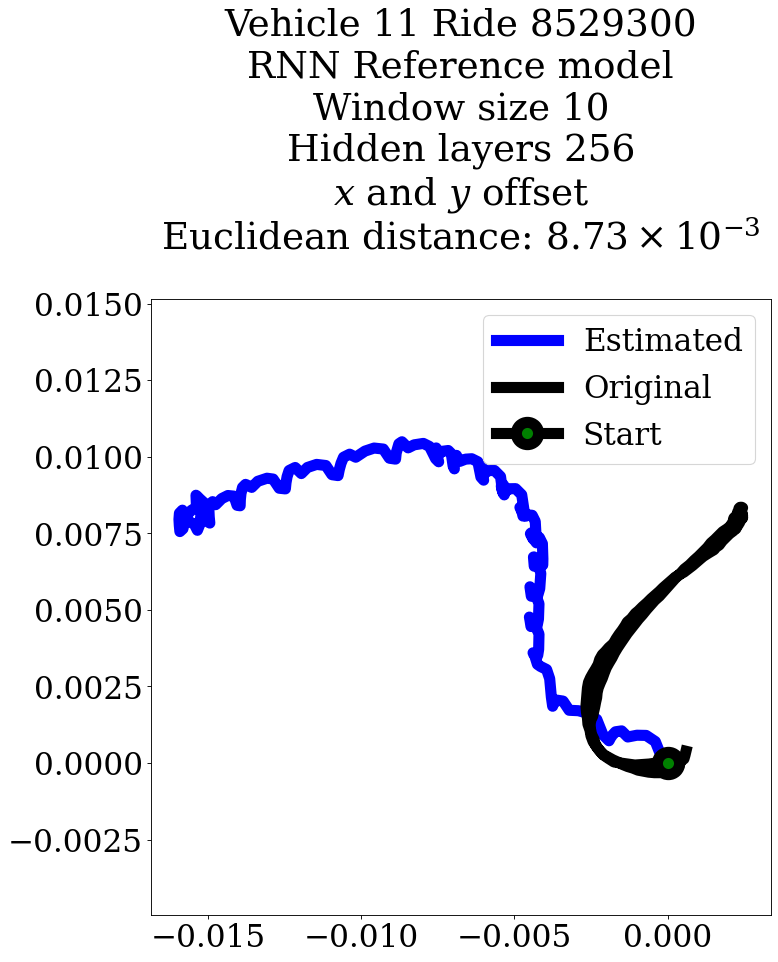 Vehicle 11 Ride 8529300
RNN Reference model
Window size 10
Hidden layers 256
x and y offset
Euclidean distance: 8.73 × 10⁻³
0.0150
0.0125
0.0100
0.0075
0.0050
0.0025
0.0000
−0.0025
Estimated
Original
Start
−0.015 −0.010 −0.005 0.000